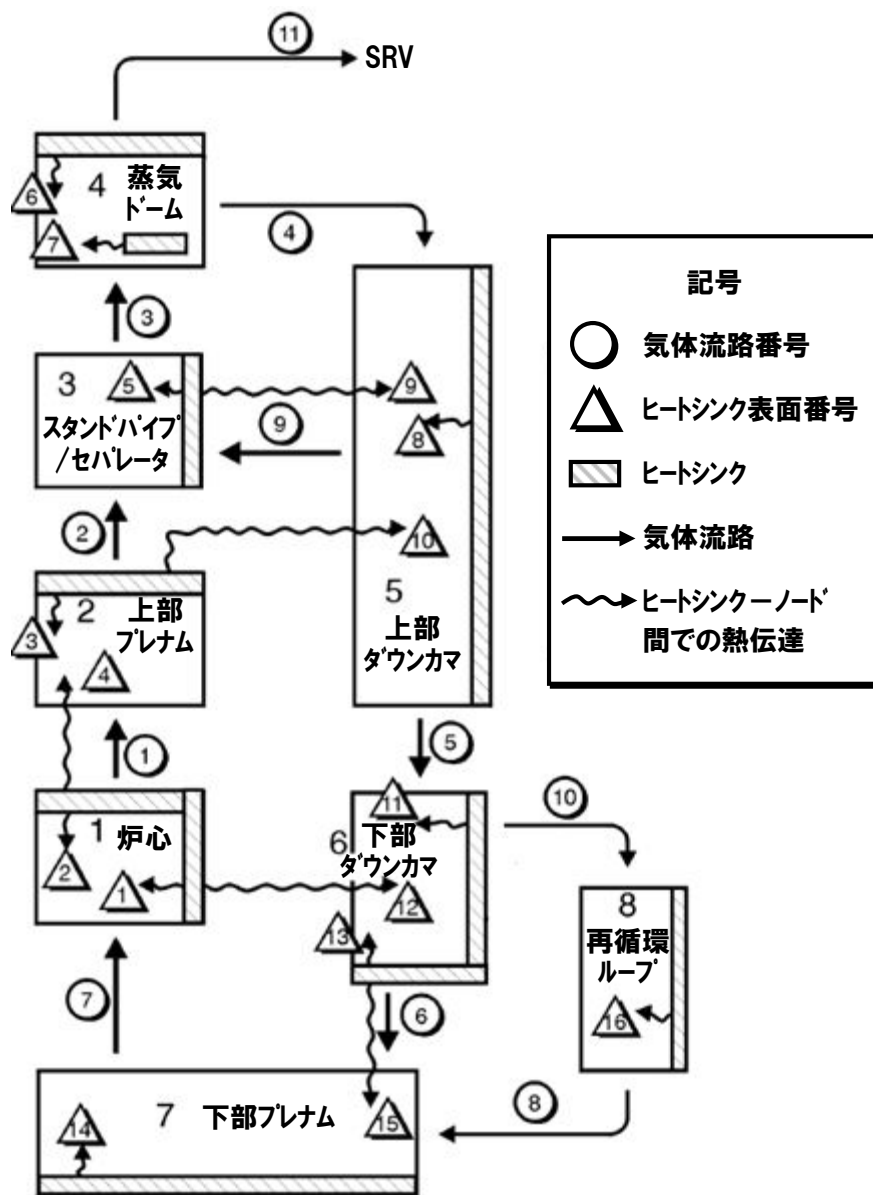 11
SRV
4 蒸気
ドーム
6
7
4
3
3
5
スタンドパイプ
/セパレータ
9
9
8
2
10
2 上部
プレナム
3
4
5
上部
ダウンカマ
1
5
1 炉心
2
1
11
6 下部
ダウンカマ
12
13
10
8
再循環
ループ
16
7
6
7 下部プレナム
14
15
8
記号
気体流路番号
ヒートシンク表面番号
ヒートシンク
気体流路
ヒートシンクーノード
間での熱伝達